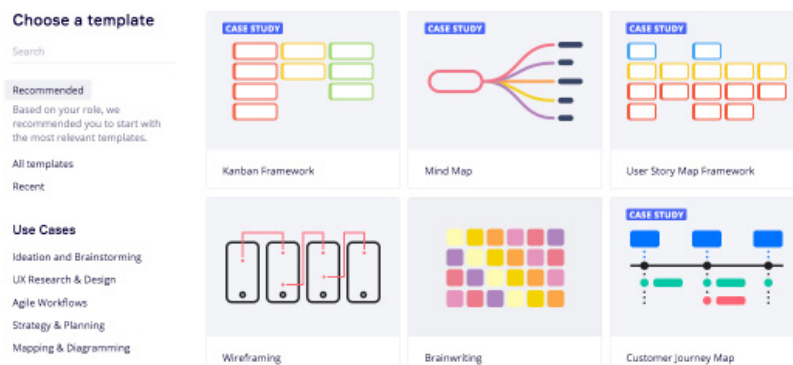 Choose a template
Search
Recommended
Based on your role, we
recommended you to start with
the most relevant templates.
All templates
Recent
Use Cases
Ideation and Brainstorming
UX Research & Design
Agile Workflows
Strategy & Planning
Mapping & Diagramming
CASE STUDY
Kanban Framework
CASE STUDY
Mind Map
CASE STUDY
User Story Map Framework
Wireframing
Brainwriting
CASE STUDY
Customer Journey Map